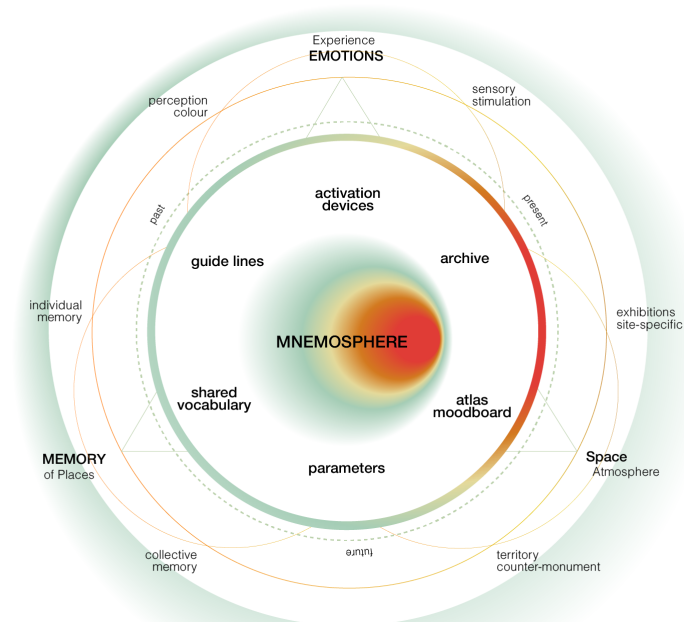 Experience
EMOTIONS
perception
colour
sensory
stimulation
past
present
activation
devices
guide lines
archive
individual
memory
exhibitions
site-specific
MNEMOSPHERE
shared
vocabulary
atlas
moodboard
MEMORY
of Places
Space
Atmosphere
parameters
future
collective
memory
territory
counter-monument